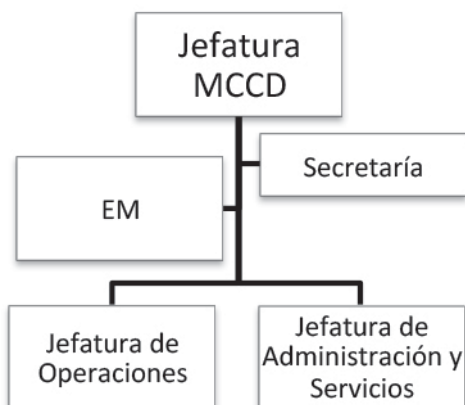 Jefatura
MCCD
Secretaría
EM
Jefatura de
Operaciones
Jefatura de
Administración y
Servicios